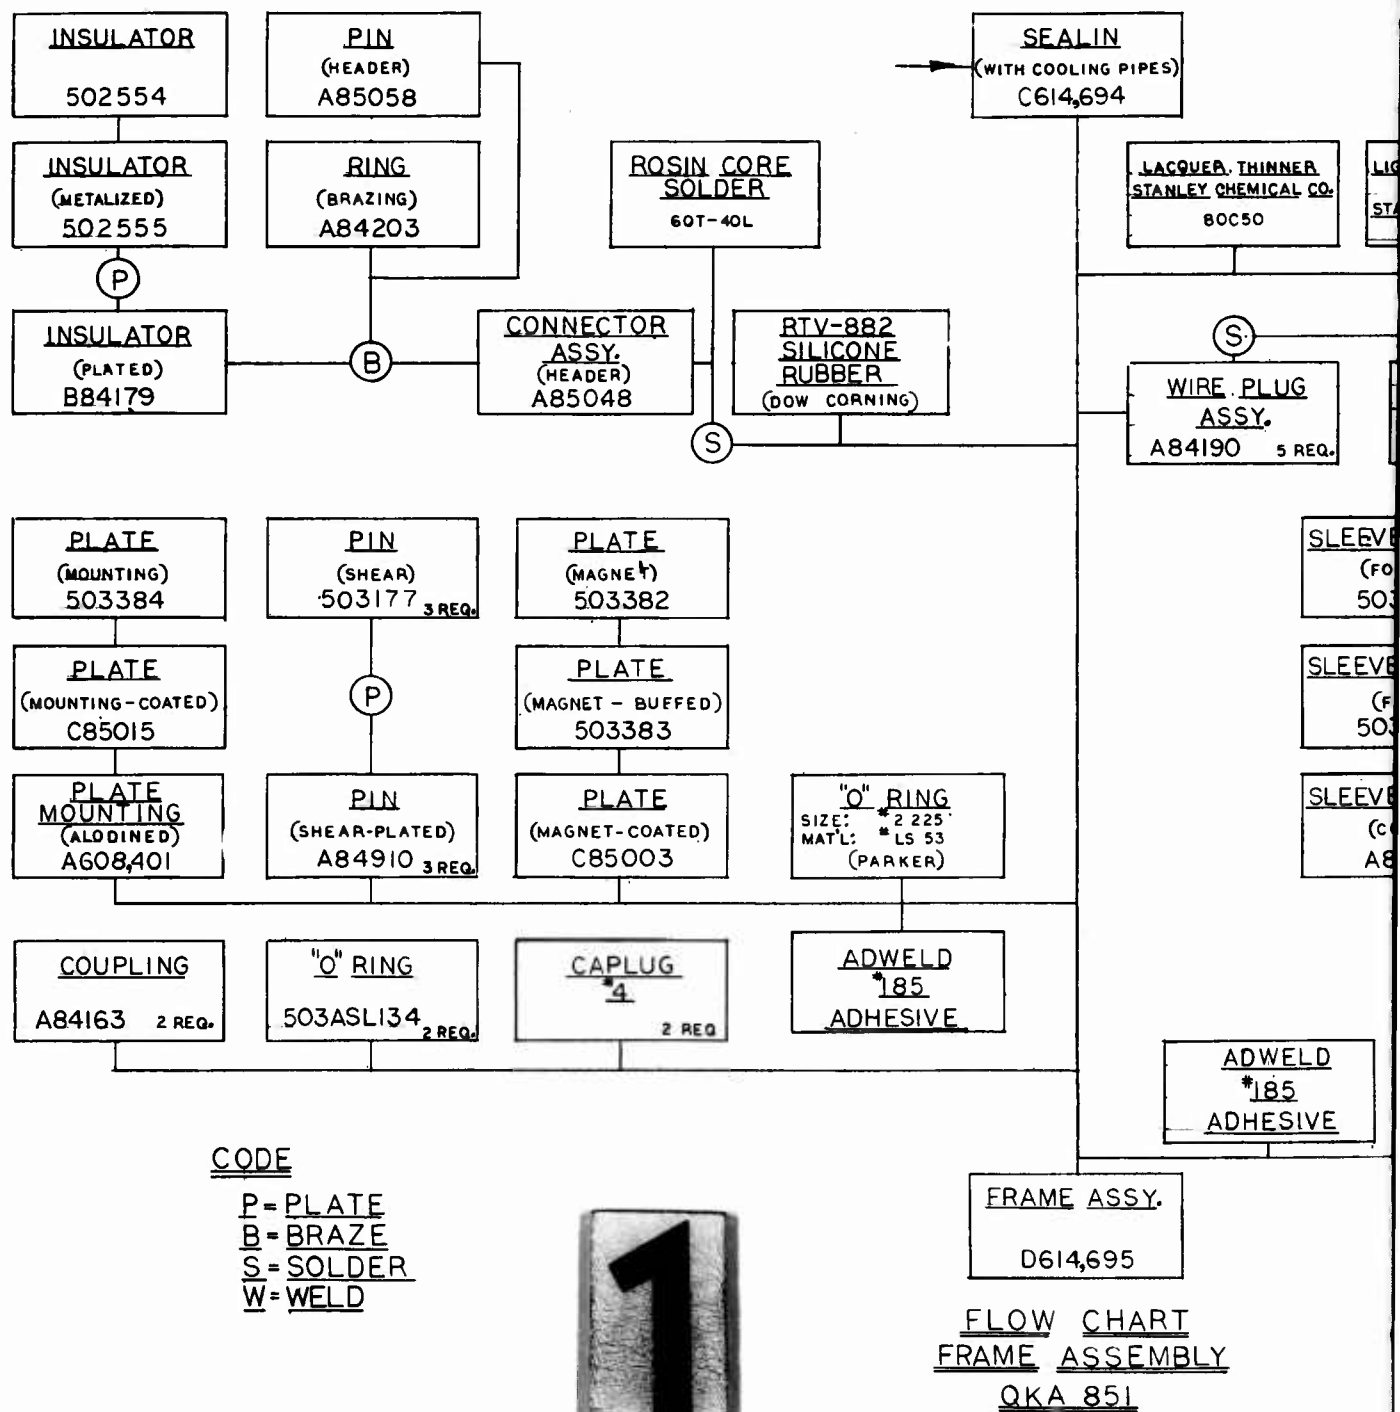 INSULATOR
502554
PIN
(HEADER)
A85058
SEALIN
(WITH COOLING PIPES)
C614,694
INSULATOR
(METALIZED)
502555
RING
(BRAZING)
A84203
ROSIN CORE
SOLDER
60T-40L
LACQUER THINNER
STANLEY CHEMICAL CO.
80C50
P
INSULATOR
(PLATED)
B84179
B
CONNECTOR
ASSY.
(HEADER)
A85048
RTV-882
SILICONE
RUBBER
(DOW CORNING)
S
S
WIRE PLUG
ASSY.
A84190 5 REQ.
PLATE
(MOUNTING)
503384
PIN
(SHEAR)
503177 3 REQ.
PLATE
(MAGNET)
503382
SLEEVE
PLATE
(MOUNTING-COATED)
C85015
P
PLATE
(MAGNET - BUFFED)
503383
SLEEVE
PLATE
MOUNTING
(ALODINED)
A608,401
PIN
(SHEAR-PLATED)
A84910 3 REQ.
PLATE
(MAGNET-COATED)
C85003
"O" RING
SIZE: #2 225
MAT'L: #LS 53
(PARKER)
SLEEVE
COUPLING
A84163 2 REQ.
"O" RING
503ASL134 2 REQ.
CAPLUG
#4
2 REQ
ADWELD
#185
ADHESIVE
ADWELD
#185
ADHESIVE
CODE
P = PLATE
B = BRAZE
S = SOLDER
W = WELD
1
FRAME ASSY.
D614,695
FLOW CHART
FRAME ASSEMBLY
QKA 851